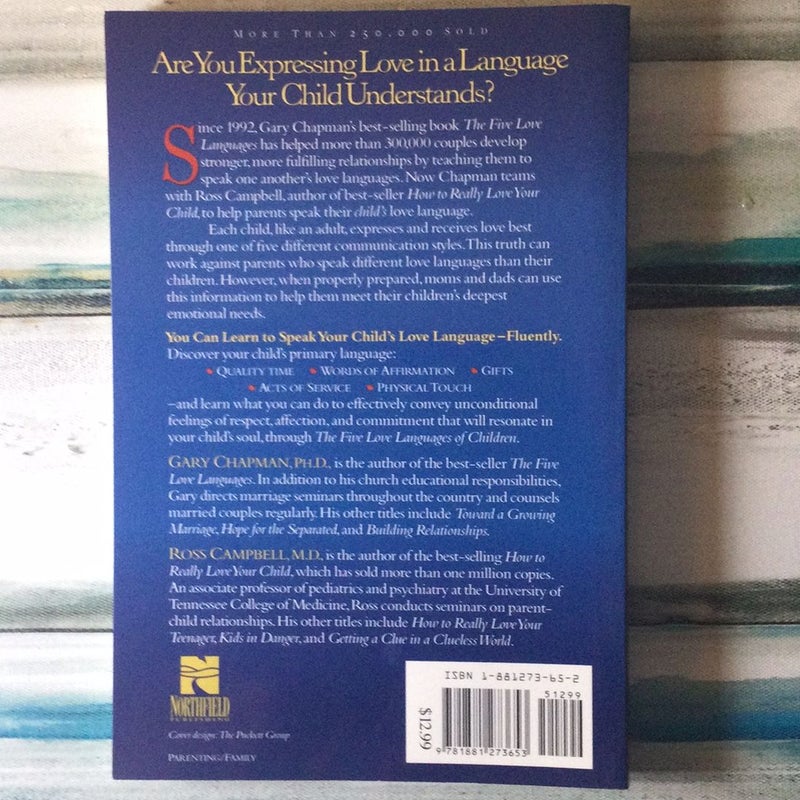 MORE THAN 250,000 SOLD
Are You Expressing Love in a Language
Your Child Understands?
Since 1992, Gary Chapman's best-selling book The Five Love
Languages has helped more than 300,000 couples develop
stronger, more fulfilling relationships by teaching them to
speak one another's love languages. Now Chapman teams
with Ross Campbell, author of best-seller How to Really Love Your
Child, to help parents speak their child's love language.
Each child, like an adult, expresses and receives love best
through one of five different communication styles. This truth can
work against parents who speak different love languages than their
children. However, when properly prepared, moms and dads can use
this information to help them meet their children's deepest
emotional needs.
You Can Learn to Speak Your Child's Love Language–Fluently.
Discover your child's primary language:
• QUALITY TIME • WORDS OF AFFIRMATION • GIFTS
• ACTS OF SERVICE • PHYSICAL TOUCH
–and learn what you can do to effectively convey unconditional
feelings of respect, affection, and commitment that will resonate in
your child's soul, through The Five Love Languages of Children.
GARY CHAPMAN, PH.D., is the author of the best-seller The Five
Love Languages. In addition to his church educational responsibilities,
Gary directs marriage seminars throughout the country and counsels
married couples regularly. His other titles include Toward a Growing
Marriage, Hope for the Separated, and Building Relationships.
ROSS CAMPBELL, M.D., is the author of the best-selling How to
Really Love Your Child, which has sold more than one million copies.
An associate professor of pediatrics and psychiatry at the University of
Tennessee College of Medicine, Ross conducts seminars on parent-
child relationships. His other titles include How to Really Love Your
Teenager, Kids in Danger, and Getting a Clue in a Clueless World.
NORTHFIELD
PUBLISHING
Cover design: The Puckett Group
PARENTING/FAMILY
ISBN 1-881273-65-2
51299
$12.99
9 781881 273653